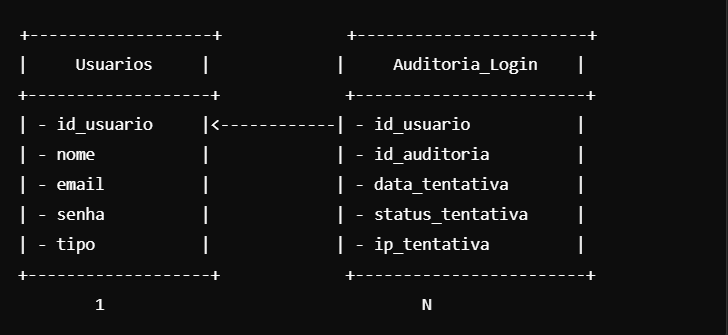 +-------------------+             +------------------------+
|     Usuarios      |             |     Auditoria_Login    |
+-------------------+             +------------------------+
| - id_usuario      |<------------| - id_usuario           |
| - nome            |             | - id_auditoria         |
| - email           |             | - data_tentativa       |
| - senha           |             | - status_tentativa     |
| - tipo            |             | - ip_tentativa         |
+-------------------+             +------------------------+
        1                                 N